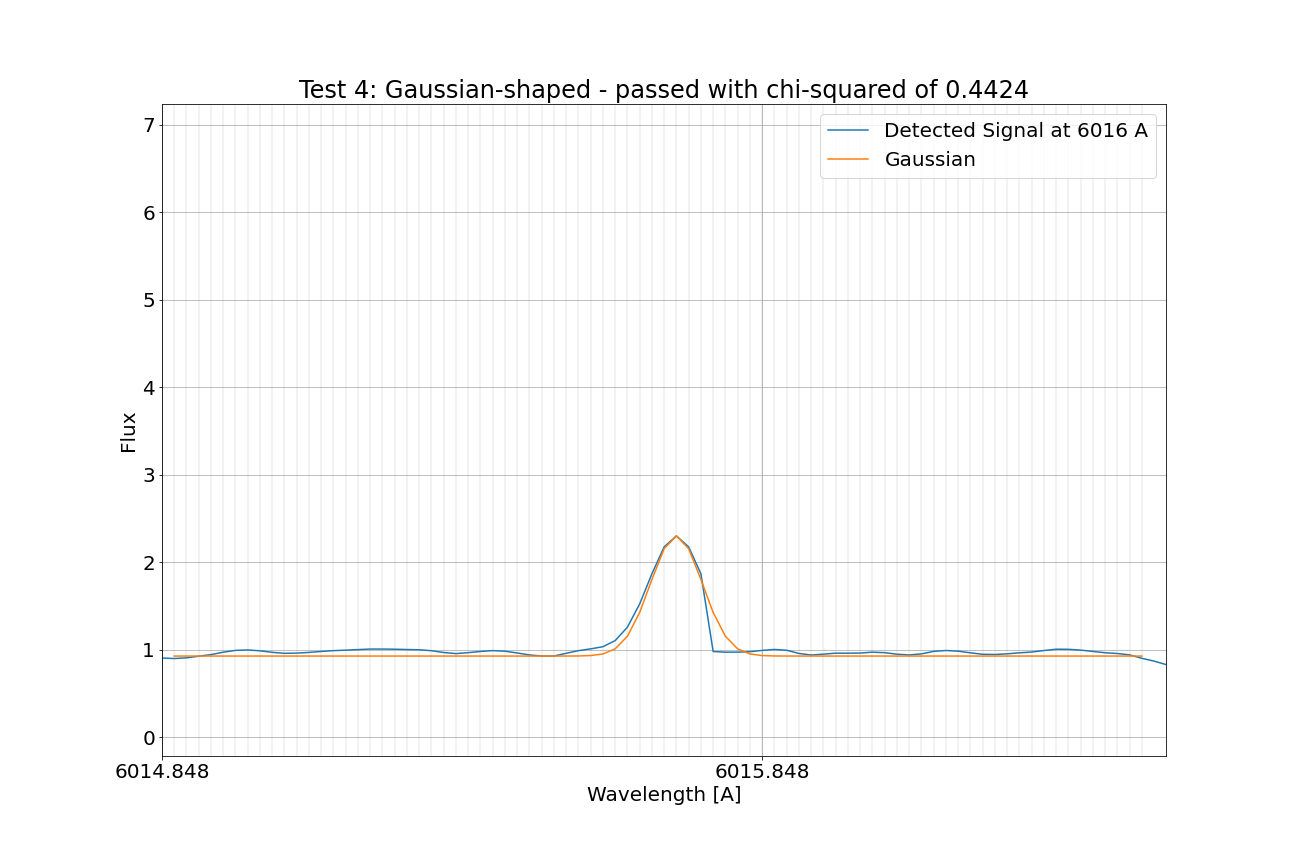 Test 4: Gaussian-shaped - passed with chi-squared of 0.4424
Detected Signal at 6016 A
Gaussian
7
6
5
4
3
2
1
0
Flux
6014.848 6015.848
Wavelength [A]